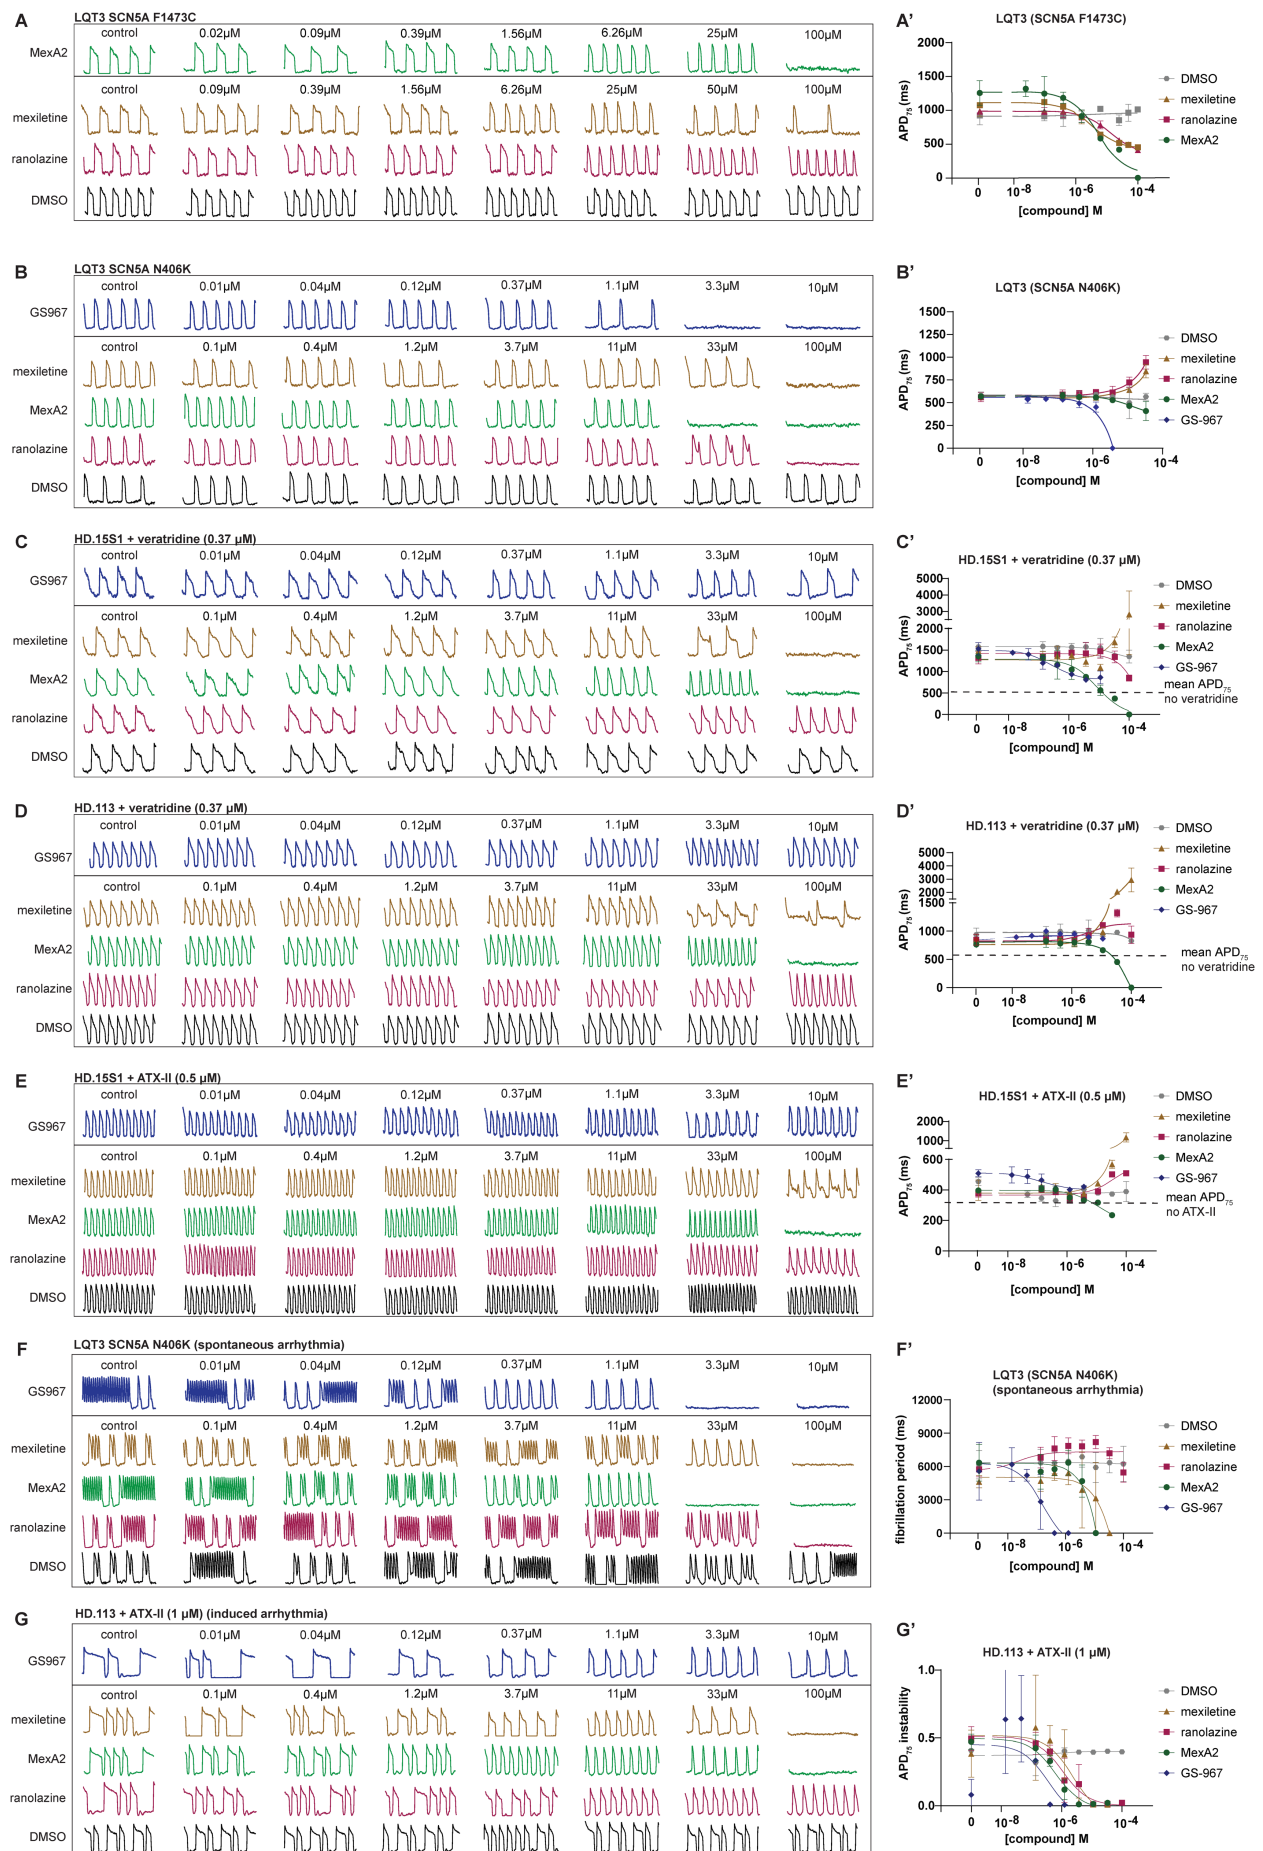 A LQT3 SCN5A F1473C
control 0.02µM 0.09µM 0.39µM 1.56µM 6.26µM 25µM 100µM
MexA2
control 0.09µM 0.39µM 1.56µM 6.26µM 25µM 50µM 100µM
mexiletine
ranolazine
DMSO
A’ LQT3 (SCN5A F1473C)
2000
1500
1000
500
0
APD75 (ms)
0 10-8 10-6 10-4
[compound] M
DMSO
mexiletine
ranolazine
MexA2
B LQT3 SCN5A N406K
control 0.01µM 0.04µM 0.12µM 0.37µM 1.1µM 3.3µM 10µM
GS967
control 0.1µM 0.4µM 1.2µM 3.7µM 11µM 33µM 100µM
mexiletine
MexA2
ranolazine
DMSO
B’ LQT3 (SCN5A N406K)
1500
1250
1000
750
500
250
0
APD75 (ms)
0 10-8 10-6 10-4
[compound] M
DMSO
mexiletine
ranolazine
MexA2
GS-967
C HD.15S1 + veratridine (0.37 µM)
control 0.01µM 0.04µM 0.12µM 0.37µM 1.1µM 3.3µM 10µM
GS967
control 0.1µM 0.4µM 1.2µM 3.7µM 11µM 33µM 100µM
mexiletine
MexA2
ranolazine
DMSO
C’ HD.15S1 + veratridine (0.37 µM)
5000
4000
3000
2000
1500
1000
500
0
APD75 (ms)
0 10-8 10-6 10-4
[compound] M
DMSO
mexiletine
ranolazine
MexA2
GS-967
mean APD75
no veratridine
D HD.113 + veratridine (0.37 µM)
control 0.01µM 0.04µM 0.12µM 0.37µM 1.1µM 3.3µM 10µM
GS967
control 0.1µM 0.4µM 1.2µM 3.7µM 11µM 33µM 100µM
mexiletine
MexA2
ranolazine
DMSO
D’ HD.113 + veratridine (0.37 µM)
5000
4000
3000
2000
1500
1000
500
0
APD75 (ms)
0 10-8 10-6 10-4
[compound] M
DMSO
mexiletine
ranolazine
MexA2
GS-967
mean APD75
no veratridine
E HD.15S1 + ATX-II (0.5 µM)
control 0.01µM 0.04µM 0.12µM 0.37µM 1.1µM 3.3µM 10µM
GS967
control 0.1µM 0.4µM 1.2µM 3.7µM 11µM 33µM 100µM
mexiletine
MexA2
ranolazine
DMSO
E’ HD.15S1 + ATX-II (0.5 µM)
2000
1000
600
400
200
0
APD75 (ms)
0 10-8 10-6 10-4
[compound] M
DMSO
mexiletine
ranolazine
MexA2
GS-967
mean APD75
no ATX-II
F LQT3 SCN5A N406K (spontaneous arrhythmia)
control 0.01µM 0.04µM 0.12µM 0.37µM 1.1µM 3.3µM 10µM
GS967
control 0.1µM 0.4µM 1.2µM 3.7µM 11µM 33µM 100µM
mexiletine
MexA2
ranolazine
DMSO
F’ LQT3 (SCN5A N406K)
(spontaneous arrhythmia)
12000
9000
6000
3000
0
fibrillation period (ms)
0 10-8 10-6 10-4
[compound] M
DMSO
mexiletine
ranolazine
MexA2
GS-967
G HD.113 + ATX-II (1 µM) (induced arrhythmia)
control 0.01µM 0.04µM 0.12µM 0.37µM 1.1µM 3.3µM 10µM
GS967
control 0.1µM 0.4µM 1.2µM 3.7µM 11µM 33µM 100µM
mexiletine
MexA2
ranolazine
DMSO
G’ HD.113 + ATX-II (1 µM)
1.0
0.5
0.0
APD75 instability
0 10-8 10-6 10-4
[compound] M
DMSO
mexiletine
ranolazine
MexA2
GS-967